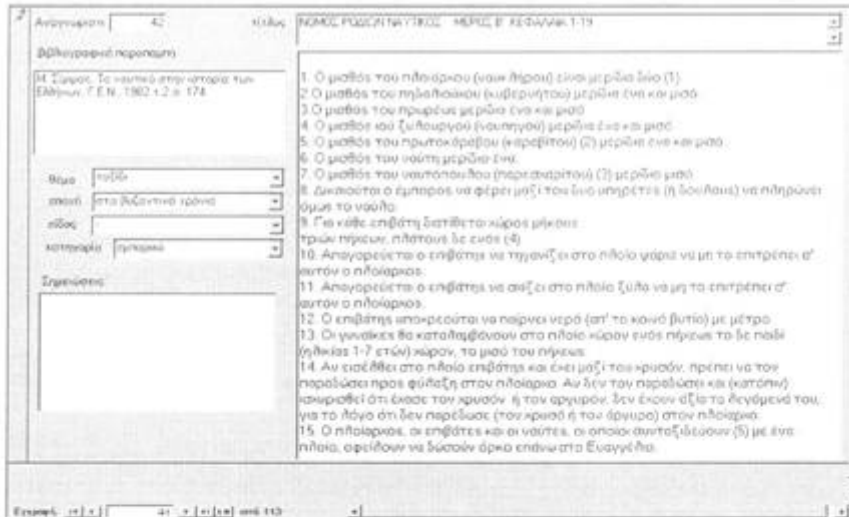 Αναγνώριση 42
τίτλος ΝΟΜΟΣ ΡΟΔΙΩΝ ΝΑΥΤΙΚΟΣ ΜΕΡΟΣ Β' ΚΕΦΑΛΑΙΑ 1-19
Βιβλιογραφική παραπομπή
Μ. Σίμψας, Το ναυτικό στην ιστορία των
Ελλήνων, Γ.Ε.Ν., 1982 τ.2 σ. 174
θέμα ταξίδι
εποχή στα βυζαντινά χρόνια
είδος -
κατηγορία εμπορικό
Σημειώσεις
1. Ο μισθός του πλοιάρχου (ναυκλήρου) είναι μερίδια δύο (1).
2 Ο μισθός του πηδαλιούχου (κυβερνήτου) μερίδια ένα και μισό.
3.Ο μισθός του πρωρέως μερίδια ένα και μισό
4. Ο μισθός του ξυλουργού (ναυπηγού) μερίδια ένα και μισό.
5. Ο μισθός του πρωτοκάραβου (καραβίτου) (2) μερίδια ένα και μισό.
6. Ο μισθός του ναύτη μερίδιο ένα.
7. Ο μισθός του ναυτόπουλου (παρασχαρίτου) (3) μερίδιο μισό.
8. Δικαιούται ο έμπορος να φέρει μαζί του δυο υπηρέτες (ή δούλους) να πληρώνει
όμως το ναύλο.
9. Για κάθε επιβάτη διατίθεται χώρος μήκους
τριών πήχεων, πλάτους δε ενός (4)
10. Απαγορεύεται ο επιβάτης να τηγανίζει στο πλοίο ψάρια να μη το επιτρέπει σ'
αυτόν ο πλοίαρχος.
11. Απαγορεύεται ο επιβάτης να σχίζει στο πλοίο ξύλα να μη το επιτρέπει σ'
αυτόν ο πλοίαρχος.
12. Ο επιβάτης υποχρεούται να παίρνει νερό (απ' το κοινό βυτίο) με μέτρο.
13. Οι γυναίκες θα καταλαμβάνουν στο πλοίο χώρον ενός πήχεως το δε παιδί
(ηλικίας 1-7 ετών) χώρον, το μισό του πήχεως.
14. Αν εισέλθει στο πλοίο επιβάτης και έχει μαζί του χρυσόν, πρέπει να τον
παραδώσει προς φύλαξη στον πλοίαρχο. Αν δεν τον παραδώσει και (κατόπιν)
ισχυρισθεί ότι έχασε τον χρυσόν ή τον αργυρόν, δεν έχουν αξία τα λεγόμενά του,
για το λόγο ότι δεν παρέδωσε (τον χρυσό ή τον άργυρο) στον πλοίαρχο.
15. Ο πλοίαρχος, οι επιβάτες και οι ναύτες, οι οποίοι συνταξιδεύουν (5) με ένα
πλοίο, οφείλουν να δώσουν όρκο επάνω στο Ευαγγέλιο.
Εγγραφή 41 από 113